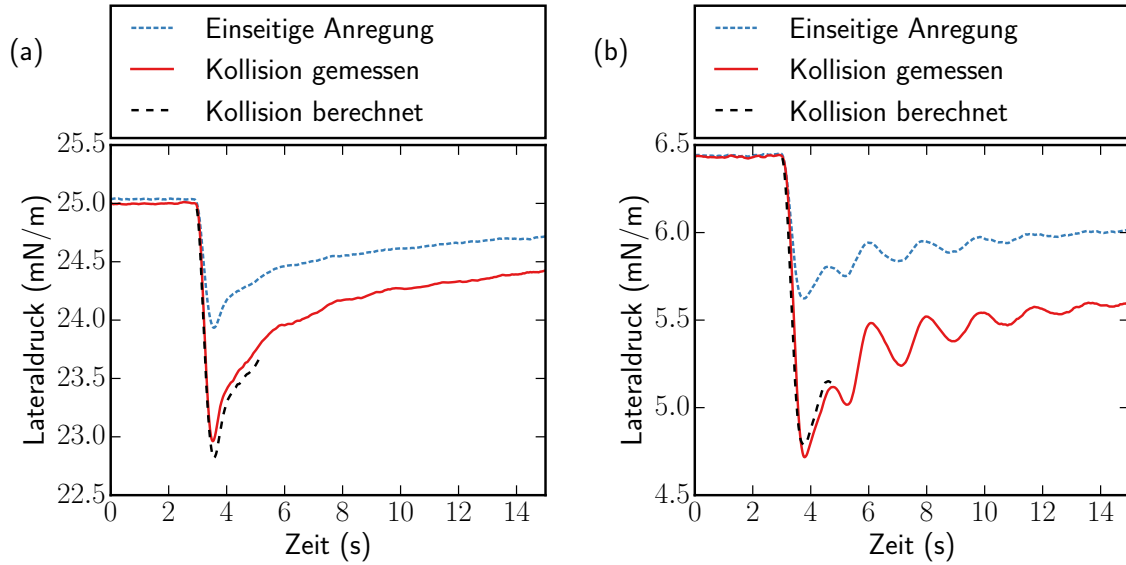 (a)
Einseitige Anregung
Kollision gemessen
Kollision berechnet
25.5
25.0
24.5
24.0
23.5
23.0
22.5
Lateraldruck (mN/m)
0 2 4 6 8 10 12 14
Zeit (s)
(b)
Einseitige Anregung
Kollision gemessen
Kollision berechnet
6.5
6.0
5.5
5.0
4.5
Lateraldruck (mN/m)
0 2 4 6 8 10 12 14
Zeit (s)